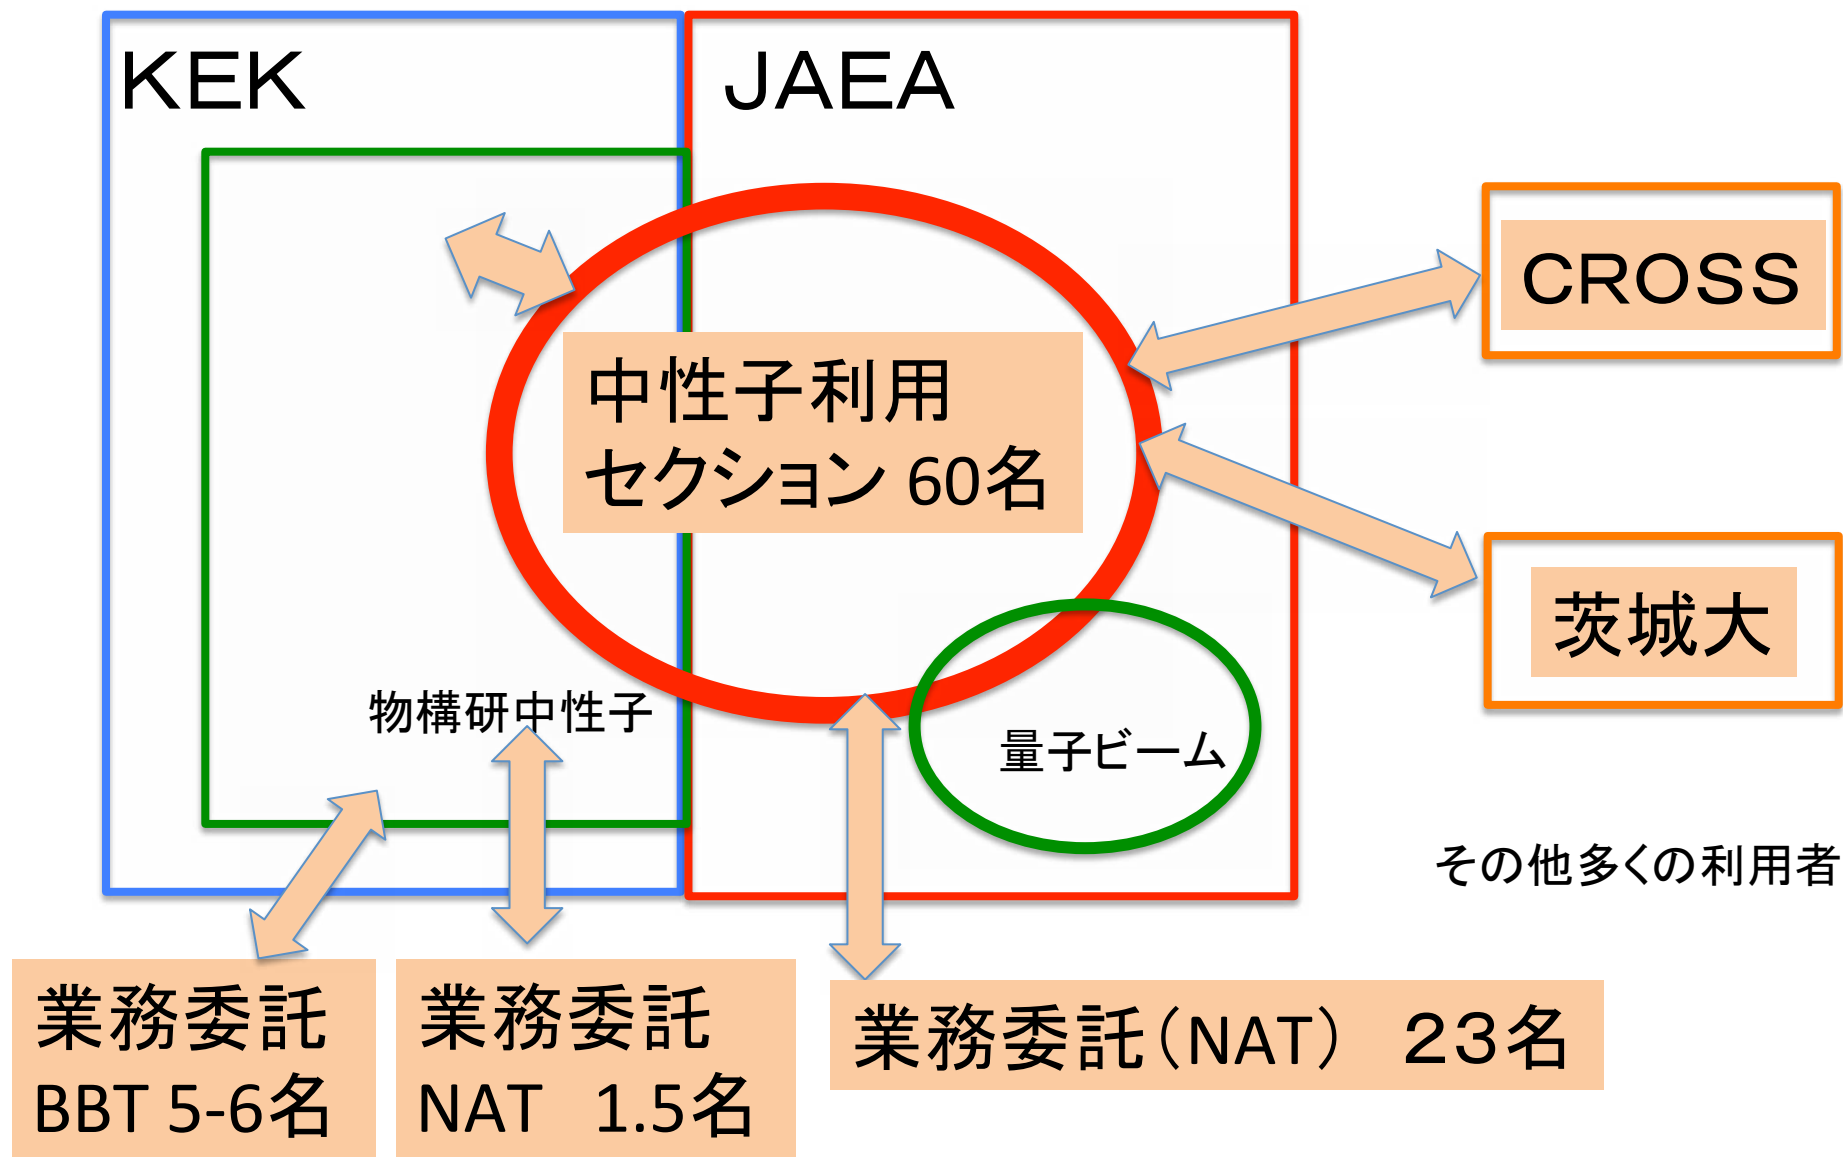 KEK
JAEA
CROSS
中性子利用
セクション 60名
茨城大
物構研中性子
量子ビーム
その他多くの利用者
業務委託
BBT 5-6名
業務委託
NAT 1.5名
業務委託(NAT) 23名